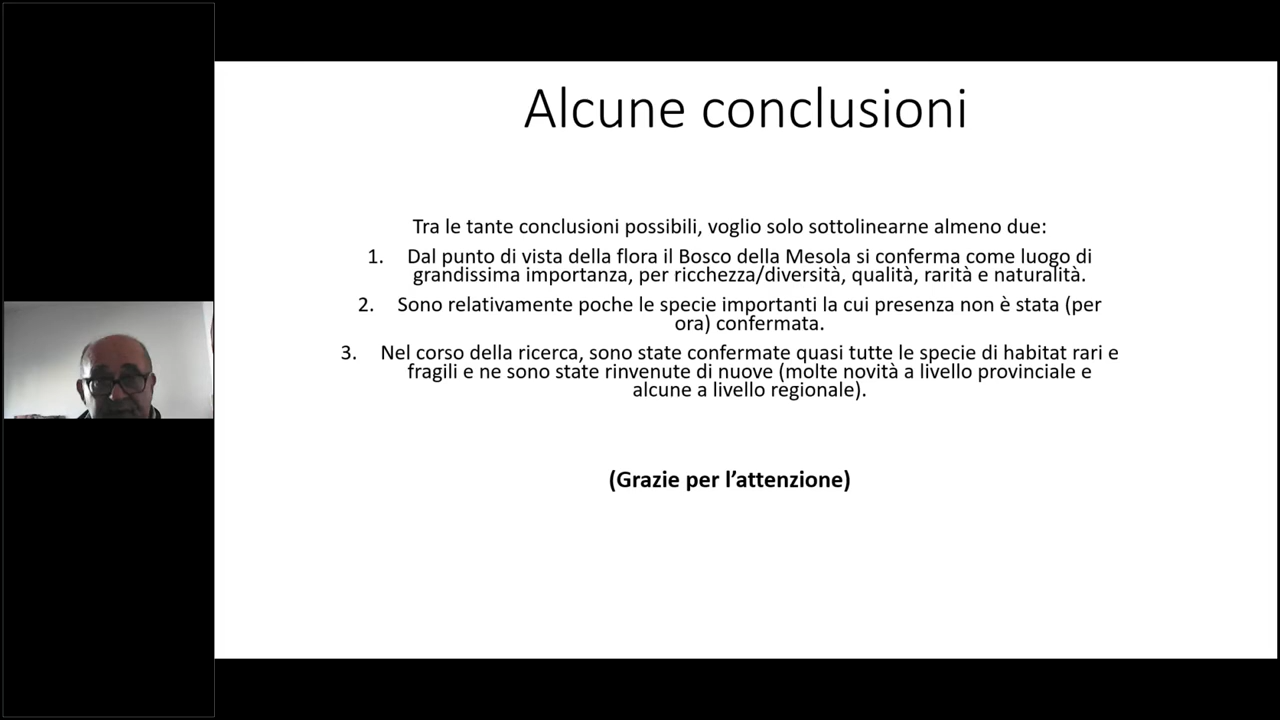 Alcune conclusioni
Tra le tante conclusioni possibili, voglio solo sottolinearne almeno due:
1. Dal punto di vista della flora il Bosco della Mesola si conferma come luogo di
grandissima importanza, per ricchezza/diversità, qualità, rarità e naturalità.
2. Sono relativamente poche le specie importanti la cui presenza non è stata (per
ora) confermata.
3. Nel corso della ricerca, sono state confermate quasi tutte le specie di habitat rari e
fragili e ne sono state rinvenute di nuove (molte novità a livello provinciale e
alcune a livello regionale).
(Grazie per l’attenzione)